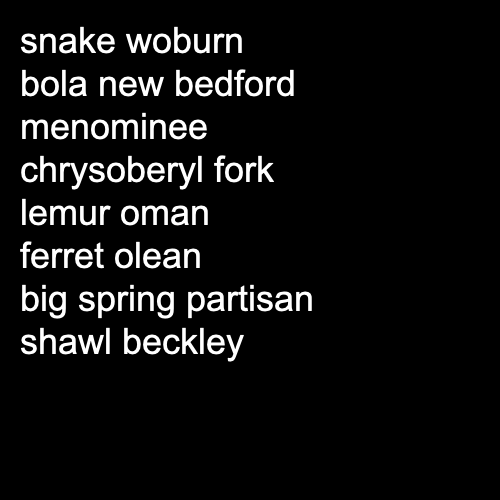 snake woburn
bola new bedford
menominee
chrysoberyl fork
lemur oman
ferret olean
big spring partisan
shawl beckley